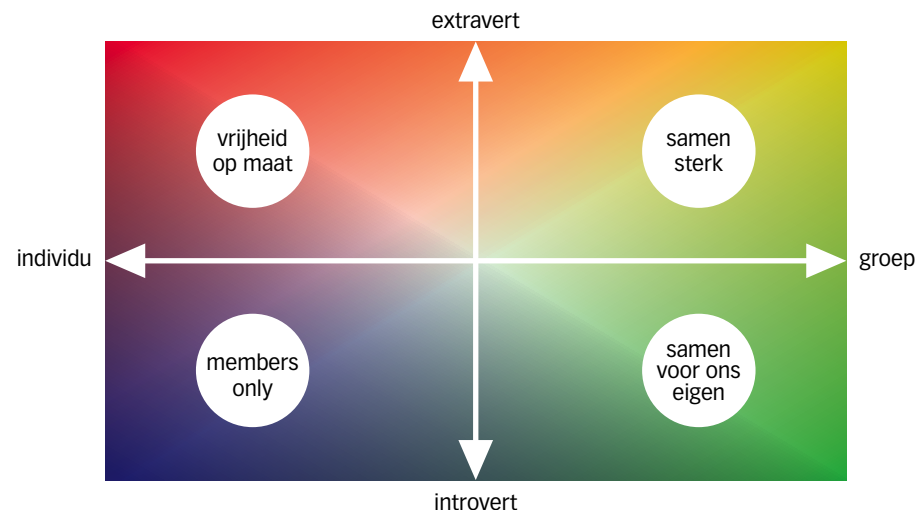 extravert
vrijheid
op maat
samen
sterk
individu
groep
members
only
samen
voor ons
eigen
introvert